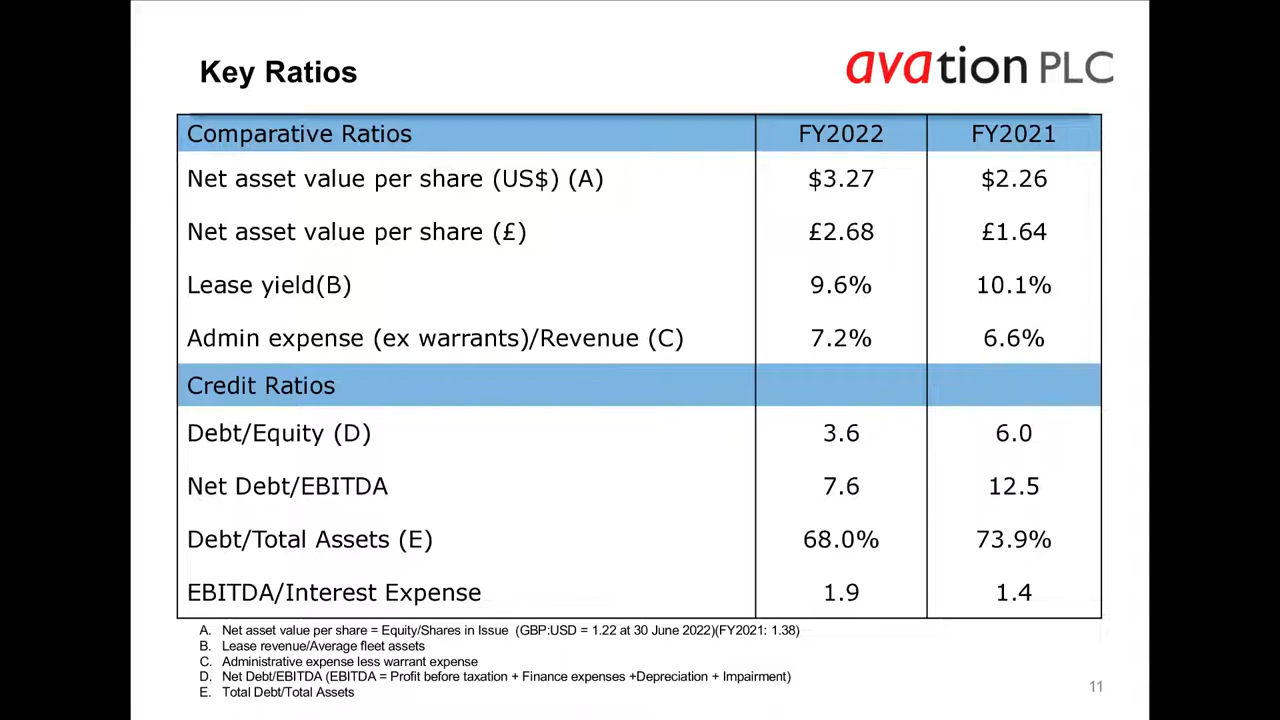 Key Ratios
avation PLC
Comparative Ratios FY2022 FY2021
Net asset value per share (US$) (A) $3.27 $2.26
Net asset value per share (£) £2.68 £1.64
Lease yield(B) 9.6% 10.1%
Admin expense (ex warrants)/Revenue (C) 7.2% 6.6%
Credit Ratios
Debt/Equity (D) 3.6 6.0
Net Debt/EBITDA 7.6 12.5
Debt/Total Assets (E) 68.0% 73.9%
EBITDA/Interest Expense 1.9 1.4
A. Net asset value per share = Equity/Shares in Issue (GBP:USD = 1.22 at 30 June 2022)(FY2021: 1.38)
B. Lease revenue/Average fleet assets
C. Administrative expense less warrant expense
D. Net Debt/EBITDA (EBITDA = Profit before taxation + Finance expenses +Depreciation + Impairment)
E. Total Debt/Total Assets
11